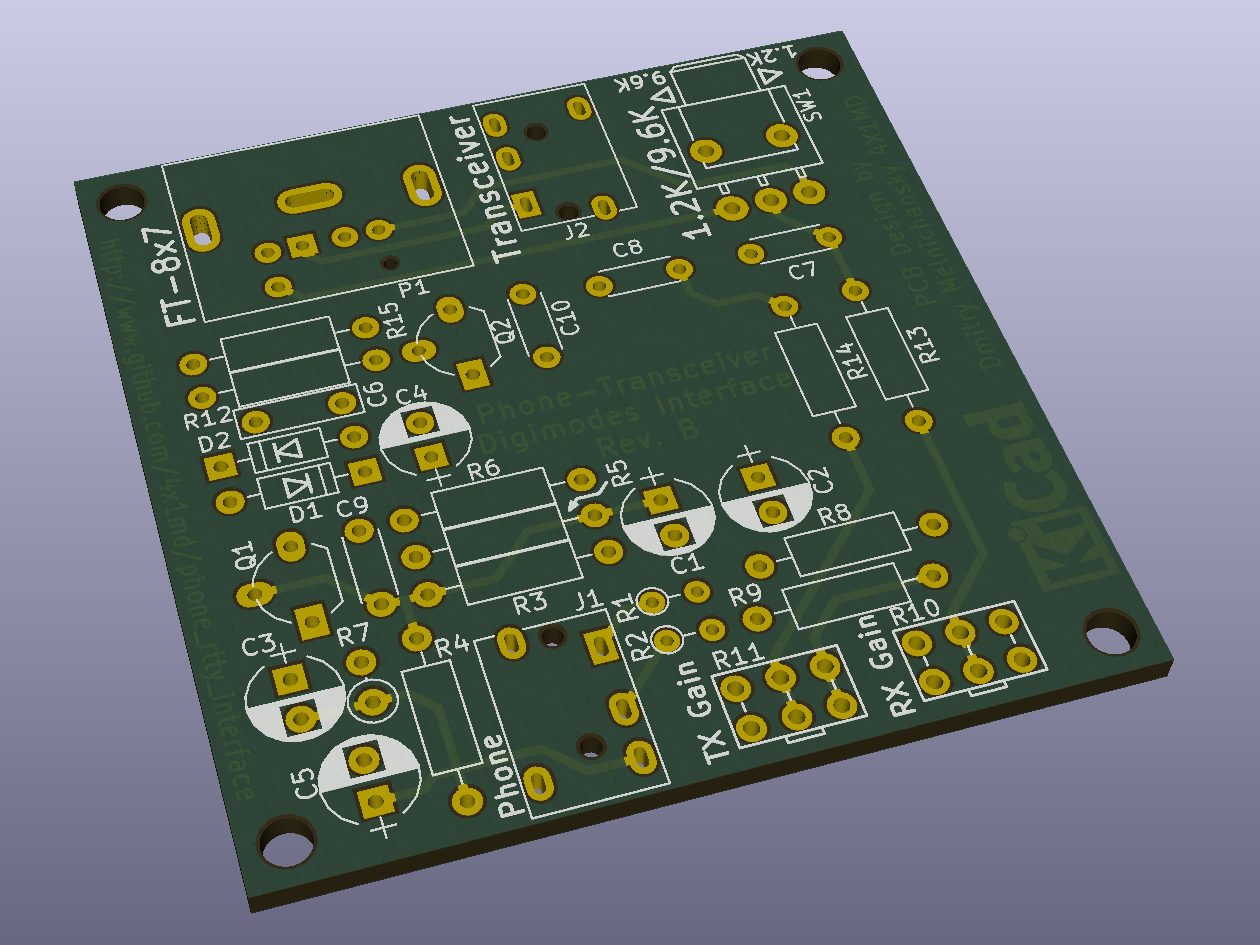 1.2K
9.6K
SW1
1.2K/9.6K
Transceiver
J2
FT-8x7
P1
C8
C7
R15
Q2
C10
R14
R13
R12
C6
C4
D2
D1
C9
R6
R5
C1
C2
R8
Q1
R3
J1
R1
R2
R9
R10
C3
R7
R4
R11
TX Gain
RX Gain
C5
Phone
Phone-Transceiver
Digimodes Interface
Rev. B
PCB Design by 4X1MD
Dmitry Melnichansky
http://www.github.com/4x1md/phone_rtty_interface
KiCad